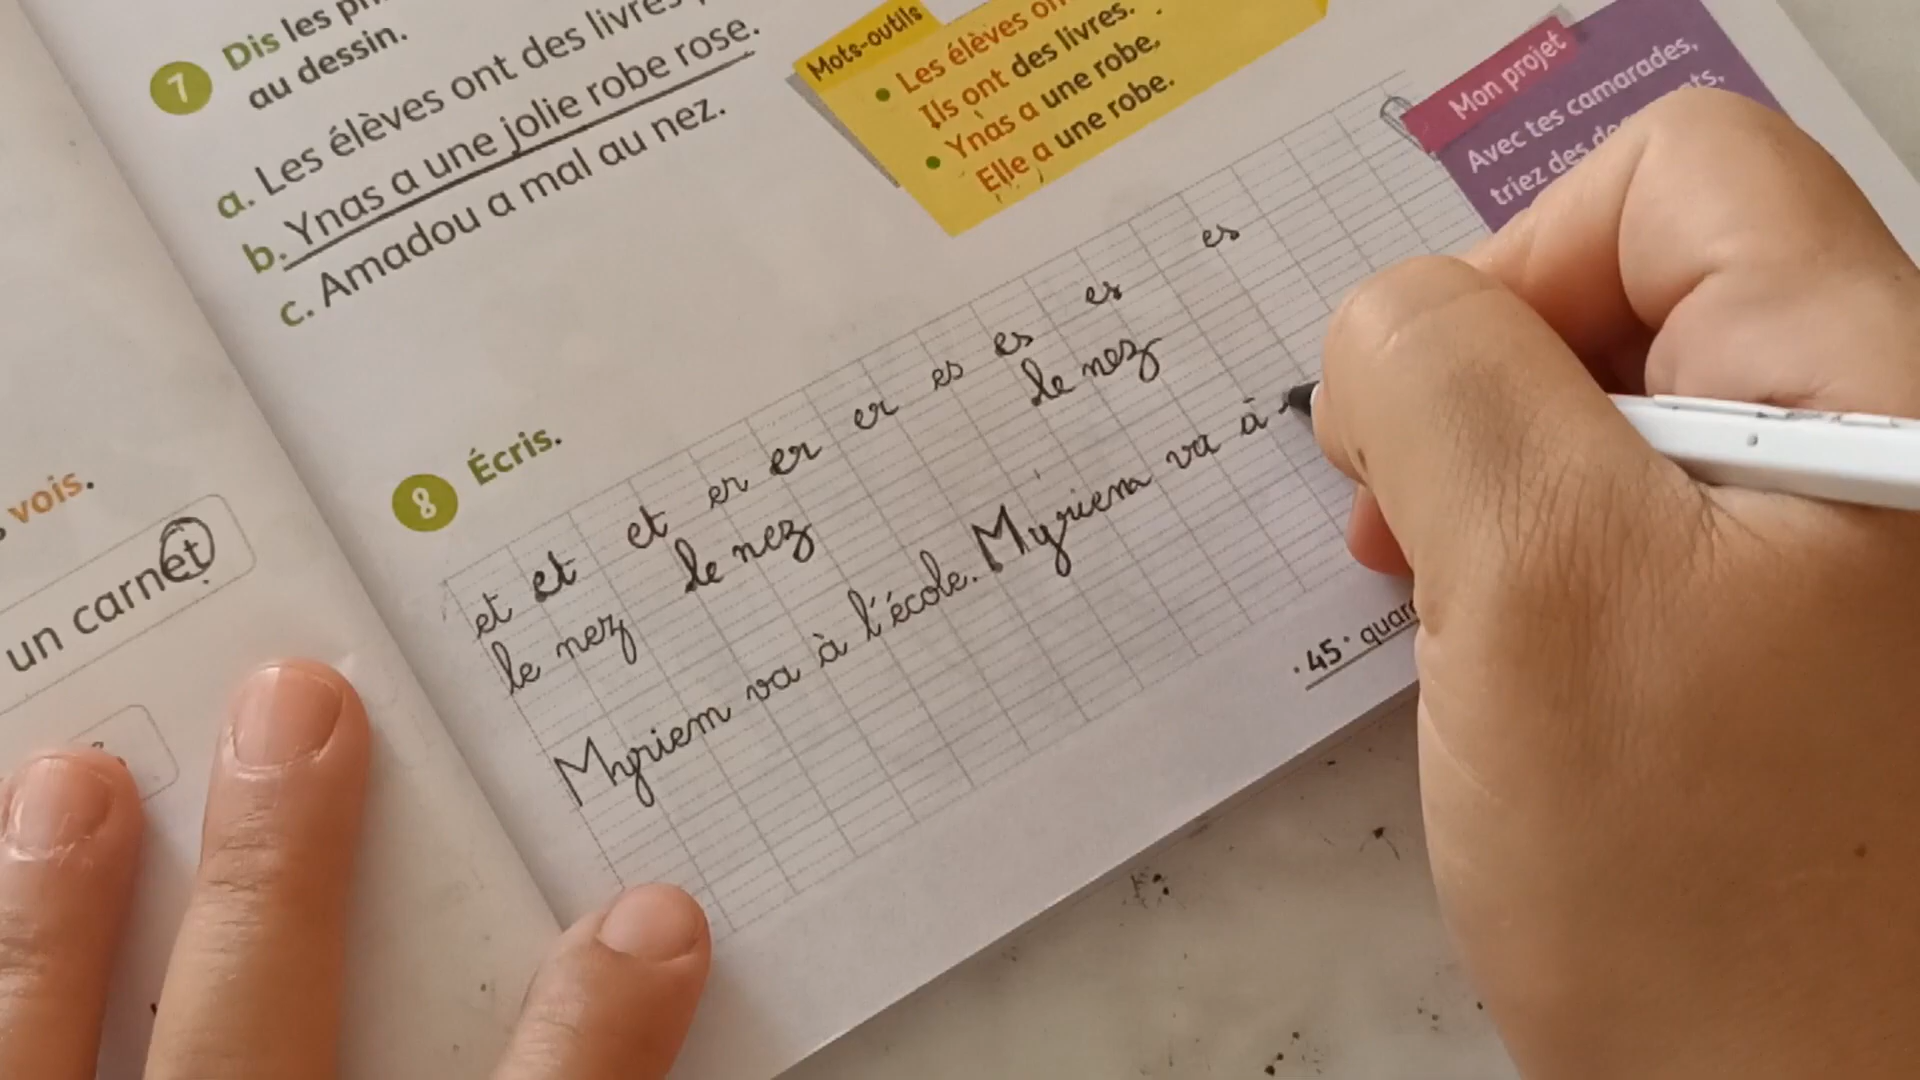 7 Dis les
au dessin.
a. Les élèves ont des livres
b. Ynas a une jolie robe rose.
c. Amadou a mal au nez.
Mots-outils
• Les élèves
Ils ont des livres.
• Ynas a une robe.
Elle a une robe.
Mon projet
Avec tes camarades,
triez des
vois.
un carnet
8 Écris.
et et et er er er es es es es
le nez le nez le nez
Myriem va à l'école. Myriem va à
• 45 •